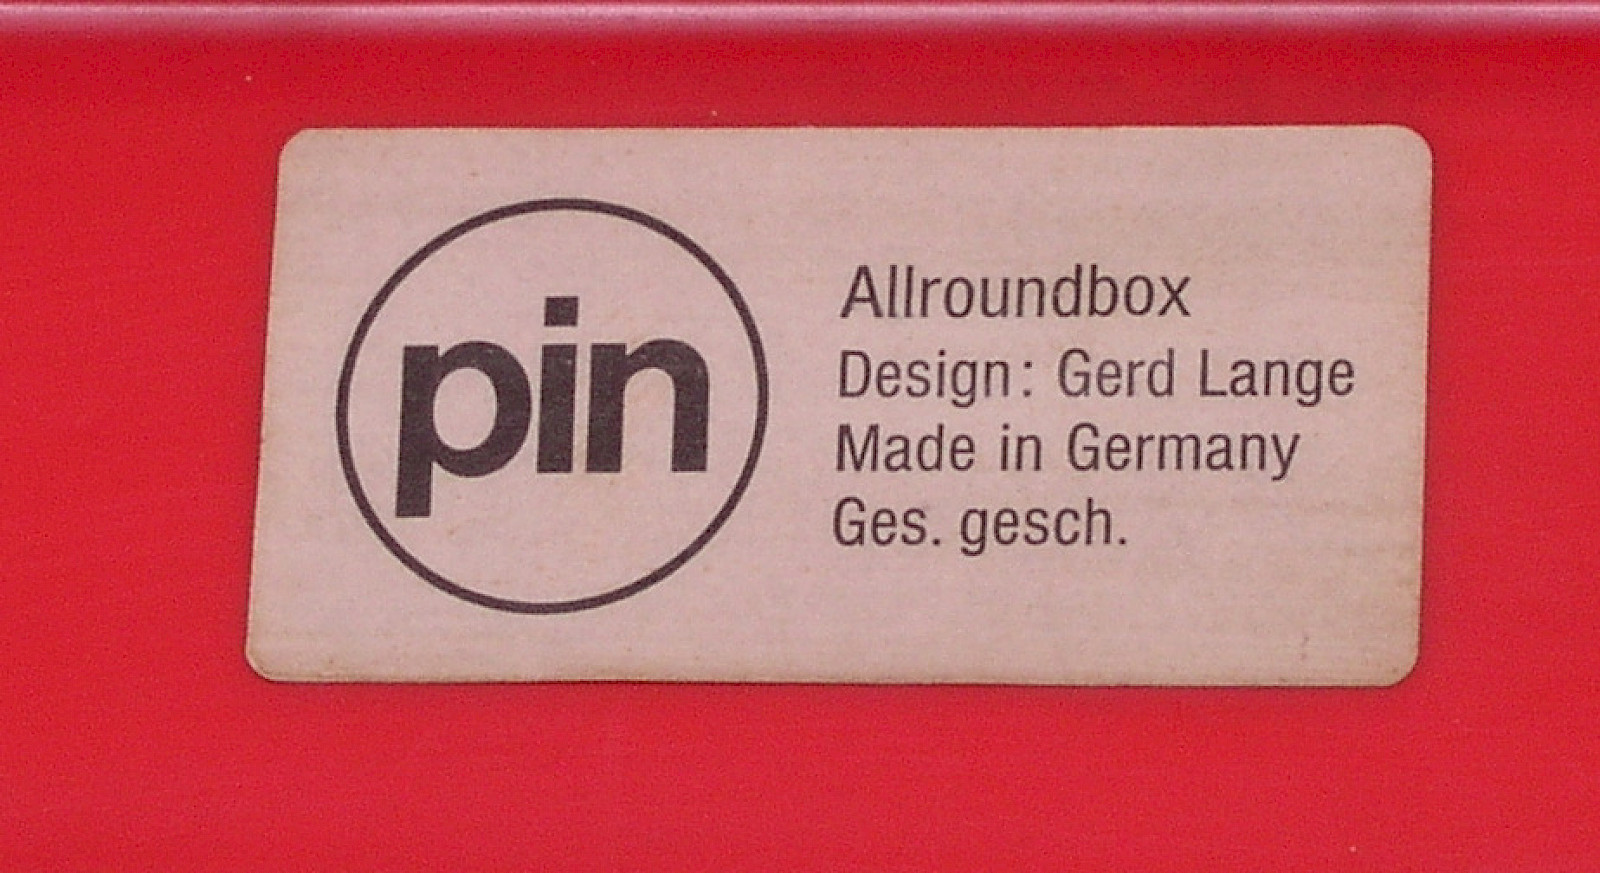 pin
Allroundbox
Design: Gerd Lange
Made in Germany
Ges. gesch.